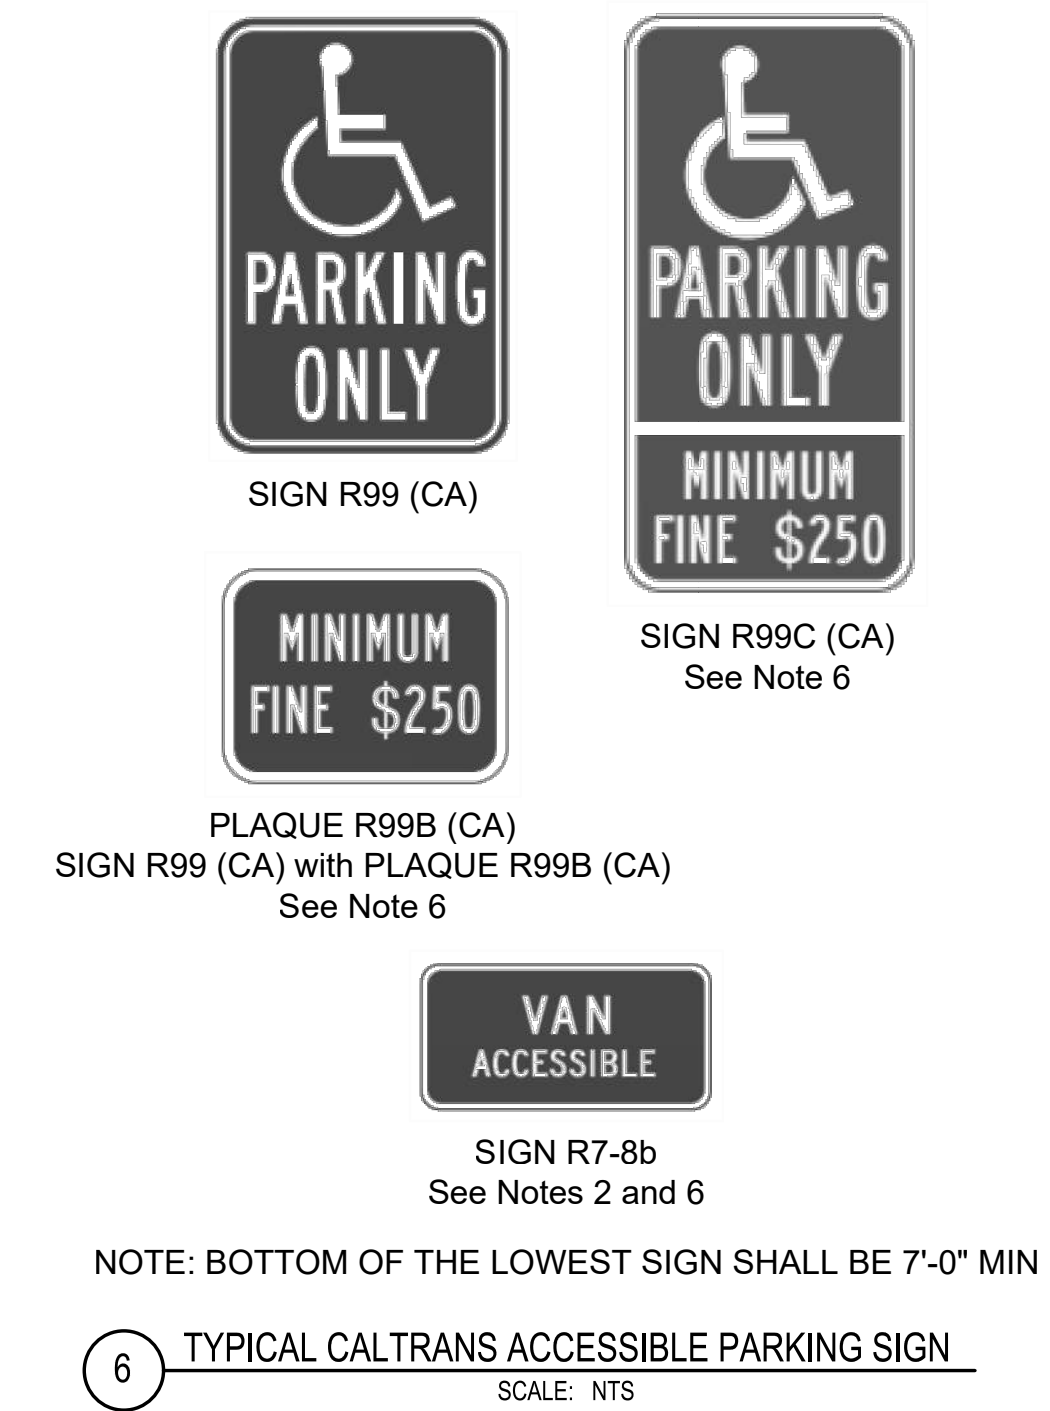 PARKING
ONLY
SIGN R99 (CA)
PARKING
ONLY
MINIMUM
FINE $250
SIGN R99C (CA)
See Note 6
MINIMUM
FINE $250
PLAQUE R99B (CA)
SIGN R99 (CA) with PLAQUE R99B (CA)
See Note 6
VAN
ACCESSIBLE
SIGN R7-8b
See Notes 2 and 6
NOTE: BOTTOM OF THE LOWEST SIGN SHALL BE 7'-0" MIN
6 TYPICAL CALTRANS ACCESSIBLE PARKING SIGN
SCALE: NTS